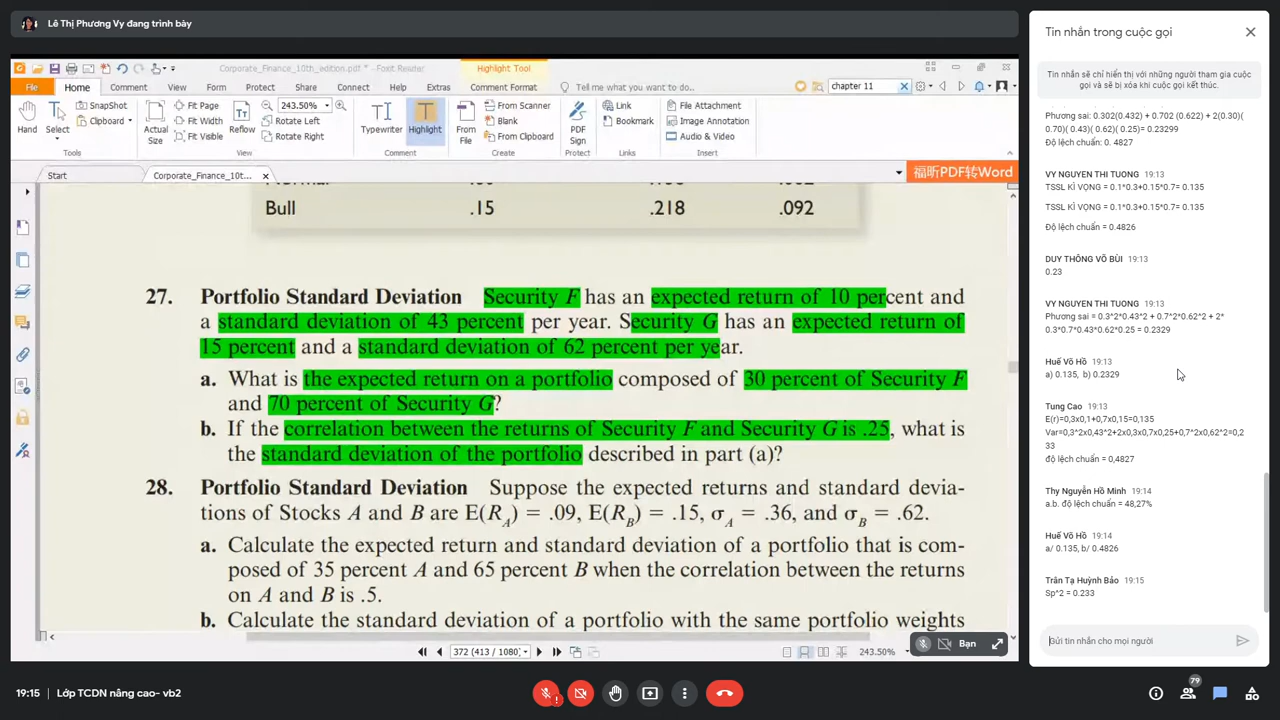 Lê Thị Phương Vy đang trình bày
Corporate_Finance_10th_edition.pdf * - Foxit Reader
Highlight Tool
File
Home
Comment
View
Form
Protect
Share
Connect
Help
Extras
Comment Format
Tell me what you want to do..
chapter 11
Hand
Select
SnapShot
Clipboard
Tools
Actual Size
Fit Page
Fit Width
Fit Visible
Reflow
243.50%
Rotate Left
Rotate Right
View
Typewriter
Highlight
Comment
From File
From Scanner
Blank
From Clipboard
Create
PDF Sign
Protect
Link
Bookmark
Links
File Attachment
Image Annotation
Audio & Video
Insert
Start
Corporate_Finance_10t...
福昕PDF转Word
Bull .15 .218 .092
27. Portfolio Standard Deviation Security F has an expected return of 10 percent and
a standard deviation of 43 percent per year. Security G has an expected return of
15 percent and a standard deviation of 62 percent per year.
a. What is the expected return on a portfolio composed of 30 percent of Security F
and 70 percent of Security G?
b. If the correlation between the returns of Security F and Security G is .25, what is
the standard deviation of the portfolio described in part (a)?
28. Portfolio Standard Deviation Suppose the expected returns and standard devia-
tions of Stocks A and B are E(R_A) = .09, E(R_B) = .15, σ_A = .36, and σ_B = .62.
a. Calculate the expected return and standard deviation of a portfolio that is com-
posed of 35 percent A and 65 percent B when the correlation between the returns
on A and B is .5.
b. Calculate the standard deviation of a portfolio with the same portfolio weights
372 (413 / 1080)
243.50%
Bạn
Tin nhắn trong cuộc gọi
Tin nhắn sẽ chỉ hiển thị với những người tham gia cuộc
gọi và sẽ bị xóa khi cuộc gọi kết thúc.
Phương sai: 0.302(0.432) + 0.702 (0.622) + 2(0.30)(
0.70)( 0.43)( 0.62)( 0.25)= 0.23299
Độ lệch chuẩn: 0. 4827
VY NGUYEN THI TUONG 19:13
TSSL KÌ VỌNG = 0.1*0.3+0.15*0.7= 0.135
TSSL KÌ VỌNG = 0.1*0.3+0.15*0.7= 0.135
Độ lệch chuẩn = 0.4826
DUY THÔNG VÕ BÙI 19:13
0.23
VY NGUYEN THI TUONG 19:13
Phương sai = 0.3^2*0.43^2 + 0.7^2*0.62^2 + 2*
0.3*0.7*0.43*0.62*0.25 = 0.2329
Huế Võ Hồ 19:13
a) 0.135, b) 0.2329
Tung Cao 19:13
E(r)=0,3x0,1+0,7x0,15=0,135
Var=0,3^2x0,43^2+2x0,3x0,7x0,25+0,7^2x0,62^2=0,2
33
độ lệch chuẩn = 0,4827
Thy Nguyễn Hồ Minh 19:14
a.b. độ lệch chuẩn = 48,27%
Huế Võ Hồ 19:14
a/ 0.135, b/ 0.4826
Trân Tạ Huỳnh Bảo 19:15
Sp^2 = 0.233
Gửi tin nhắn cho mọi người
19:15 Lớp TCDN nâng cao- vb2
79